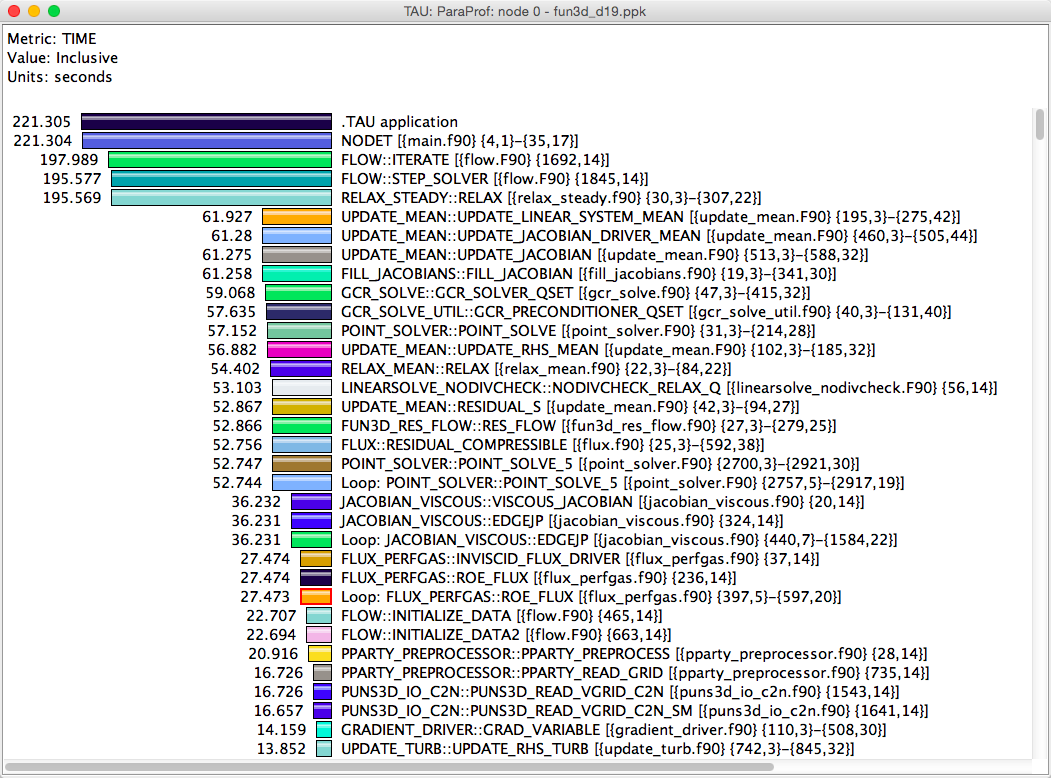 TAU: ParaProf: node 0 – fun3d_d19.ppk
Metric: TIME
Value: Inclusive
Units: seconds
221.305 .TAU application
221.304 NODET [{main.f90} {4,1}–{35,17}]
197.989 FLOW::ITERATE [{flow.F90} {1692,14}]
195.577 FLOW::STEP_SOLVER [{flow.F90} {1845,14}]
195.569 RELAX_STEADY::RELAX [{relax_steady.f90} {30,3}–{307,22}]
61.927 UPDATE_MEAN::UPDATE_LINEAR_SYSTEM_MEAN [{update_mean.F90} {195,3}–{275,42}]
61.28 UPDATE_MEAN::UPDATE_JACOBIAN_DRIVER_MEAN [{update_mean.F90} {460,3}–{505,44}]
61.275 UPDATE_MEAN::UPDATE_JACOBIAN [{update_mean.F90} {513,3}–{588,32}]
61.258 FILL_JACOBIANS::FILL_JACOBIAN [{fill_jacobians.f90} {19,3}–{341,30}]
59.068 GCR_SOLVE::GCR_SOLVER_QSET [{gcr_solve.f90} {47,3}–{415,32}]
57.635 GCR_SOLVE_UTIL::GCR_PRECONDITIONER_QSET [{gcr_solve_util.f90} {40,3}–{131,40}]
57.152 POINT_SOLVER::POINT_SOLVE [{point_solver.F90} {31,3}–{214,28}]
56.882 UPDATE_MEAN::UPDATE_RHS_MEAN [{update_mean.F90} {102,3}–{185,32}]
54.402 RELAX_MEAN::RELAX [{relax_mean.f90} {22,3}–{84,22}]
53.103 LINEARSOLVE_NODIVCHECK::NODIVCHECK_RELAX_Q [{linearsolve_nodivcheck.F90} {56,14}]
52.867 UPDATE_MEAN::RESIDUAL_S [{update_mean.F90} {42,3}–{94,27}]
52.866 FUN3D_RES_FLOW::RES_FLOW [{fun3d_res_flow.f90} {27,3}–{279,25}]
52.756 FLUX::RESIDUAL_COMPRESSIBLE [{flux.f90} {25,3}–{592,38}]
52.747 POINT_SOLVER::POINT_SOLVE_5 [{point_solver.F90} {2700,3}–{2921,30}]
52.744 Loop: POINT_SOLVER::POINT_SOLVE_5 [{point_solver.F90} {2757,5}–{2917,19}]
36.232 JACOBIAN_VISCOUS::VISCOUS_JACOBIAN [{jacobian_viscous.f90} {20,14}]
36.231 JACOBIAN_VISCOUS::EDGEJP [{jacobian_viscous.f90} {324,14}]
36.231 Loop: JACOBIAN_VISCOUS::EDGEJP [{jacobian_viscous.f90} {440,7}–{1584,22}]
27.474 FLUX_PERFGAS::INVISCID_FLUX_DRIVER [{flux_perfgas.f90} {37,14}]
27.474 FLUX_PERFGAS::ROE_FLUX [{flux_perfgas.f90} {236,14}]
27.473 Loop: FLUX_PERFGAS::ROE_FLUX [{flux_perfgas.f90} {397,5}–{597,20}]
22.707 FLOW::INITIALIZE_DATA [{flow.F90} {465,14}]
22.694 FLOW::INITIALIZE_DATA2 [{flow.F90} {663,14}]
20.916 PPARTY_PREPROCESSOR::PPARTY_PREPROCESS [{pparty_preprocessor.f90} {28,14}]
16.726 PPARTY_PREPROCESSOR::PPARTY_READ_GRID [{pparty_preprocessor.f90} {735,14}]
16.726 PUNS3D_IO_C2N::PUNS3D_READ_VGRID_C2N [{puns3d_io_c2n.f90} {1543,14}]
16.657 PUNS3D_IO_C2N::PUNS3D_READ_VGRID_C2N_SM [{puns3d_io_c2n.f90} {1641,14}]
14.159 GRADIENT_DRIVER::GRAD_VARIABLE [{gradient_driver.f90} {110,3}–{508,30}]
13.852 UPDATE_TURB::UPDATE_RHS_TURB [{update_turb.f90} {742,3}–{845,32}]